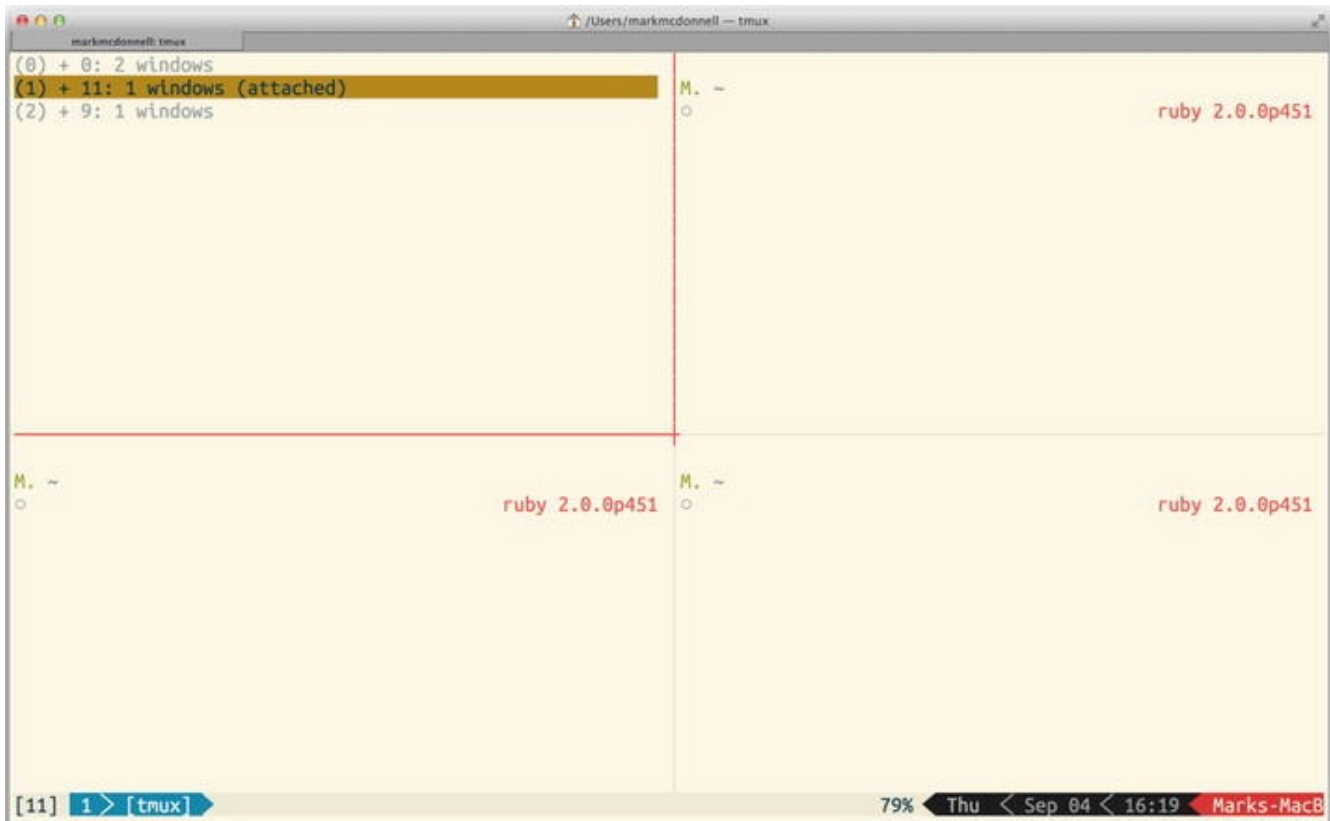 /Users/markmcdonnell — tmux
markmcdonnell: tmux
(0) + 0: 2 windows
(1) + 11: 1 windows (attached)
(2) + 9: 1 windows
M. ~
○ ruby 2.0.0p451
M. ~
○ ruby 2.0.0p451
M. ~
○ ruby 2.0.0p451
[11] 1 > [tmux] 79% Thu < Sep 04 < 16:19 Marks-MacB